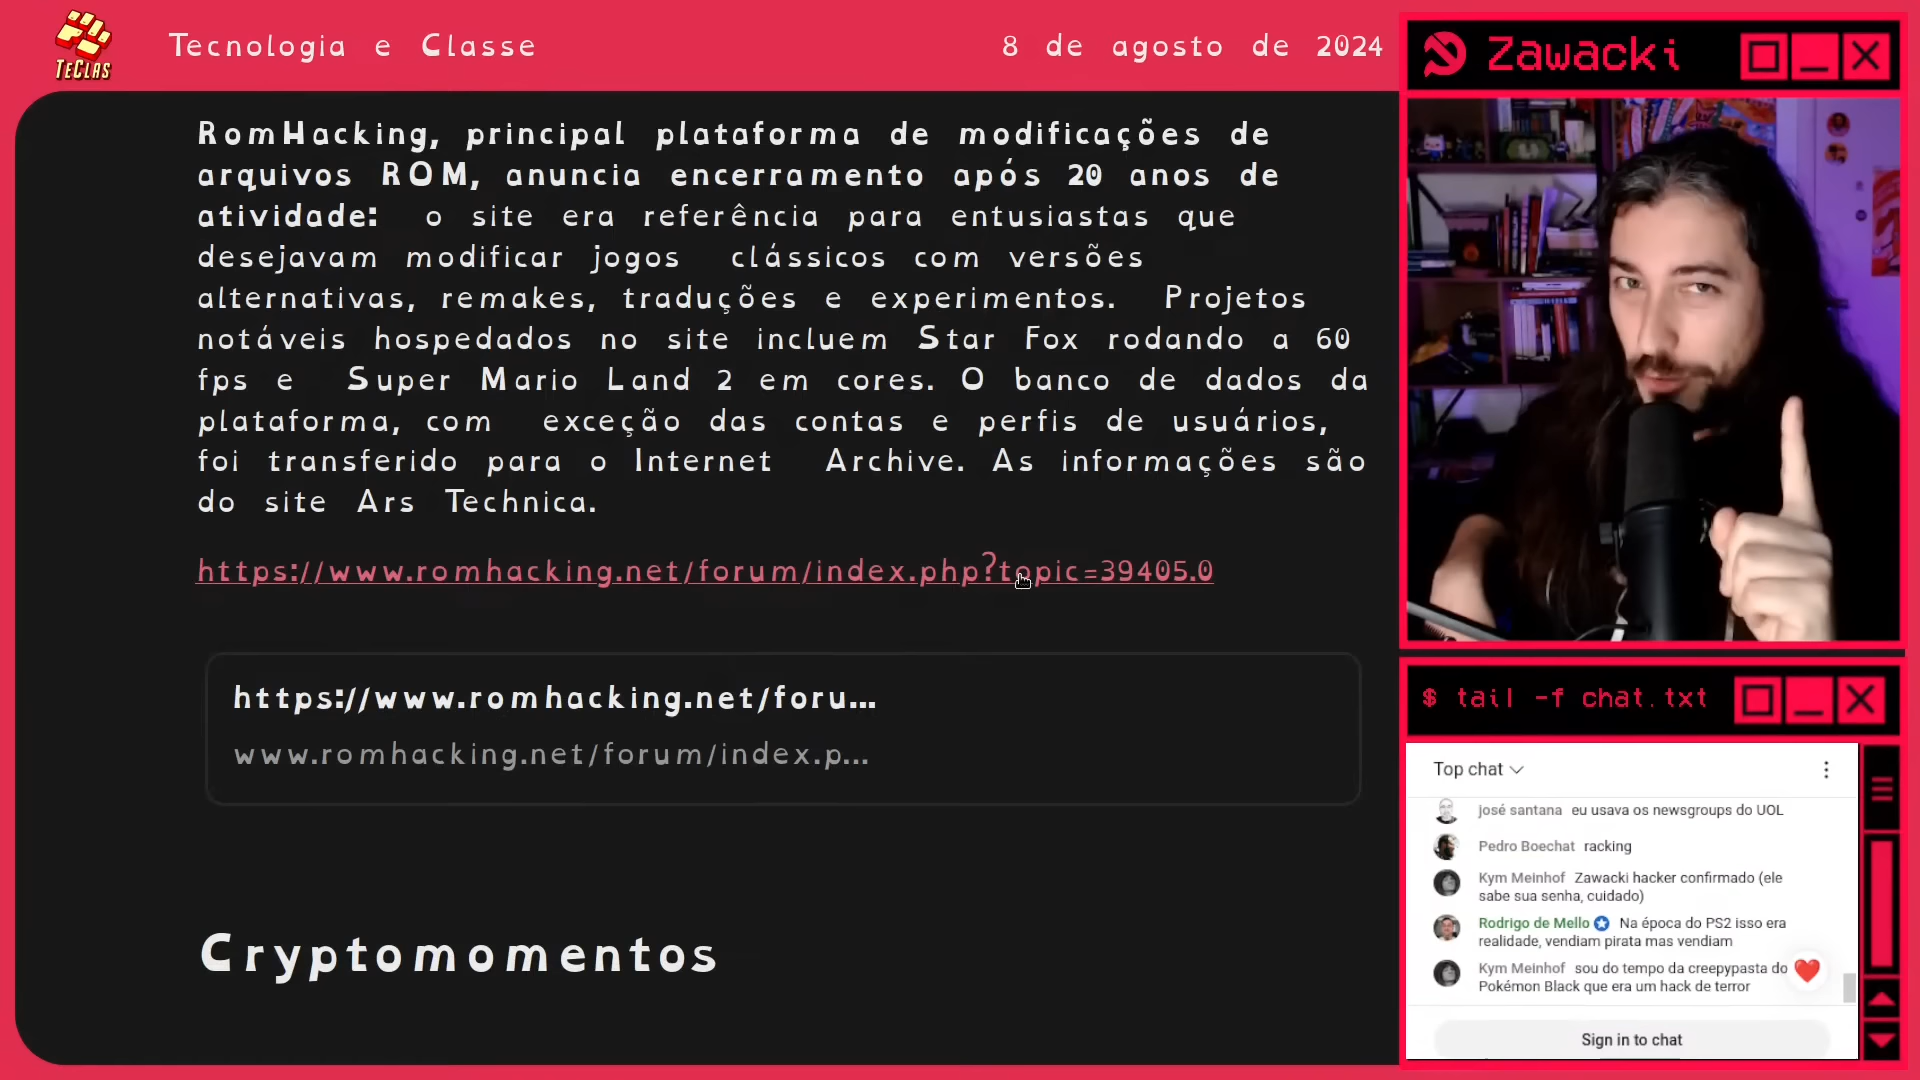 TECLAS
Tecnologia e Classe
8 de agosto de 2024
RomHacking, principal plataforma de modificações de
arquivos ROM, anuncia encerramento após 20 anos de
atividade: o site era referência para entusiastas que
desejavam modificar jogos clássicos com versões
alternativas, remakes, traduções e experimentos. Projetos
notáveis hospedados no site incluem Star Fox rodando a 60
fps e Super Mario Land 2 em cores. O banco de dados da
plataforma, com exceção das contas e perfis de usuários,
foi transferido para o Internet Archive. As informações são
do site Ars Technica.
https://www.romhacking.net/forum/index.php?topic=39405.0
https://www.romhacking.net/foru...
www.romhacking.net/forum/index.p...
Cryptomomentos
Zawacki
$ tail -f chat.txt
Top chat
josé santana eu usava os newsgroups do UOL
Pedro Boechat racking
Kym Meinhof Zawacki hacker confirmado (ele
sabe sua senha, cuidado)
Rodrigo de Mello Na época do PS2 isso era
realidade, vendiam pirata mas vendiam
Kym Meinhof sou do tempo da creepypasta do
Pokémon Black que era um hack de terror
Sign in to chat